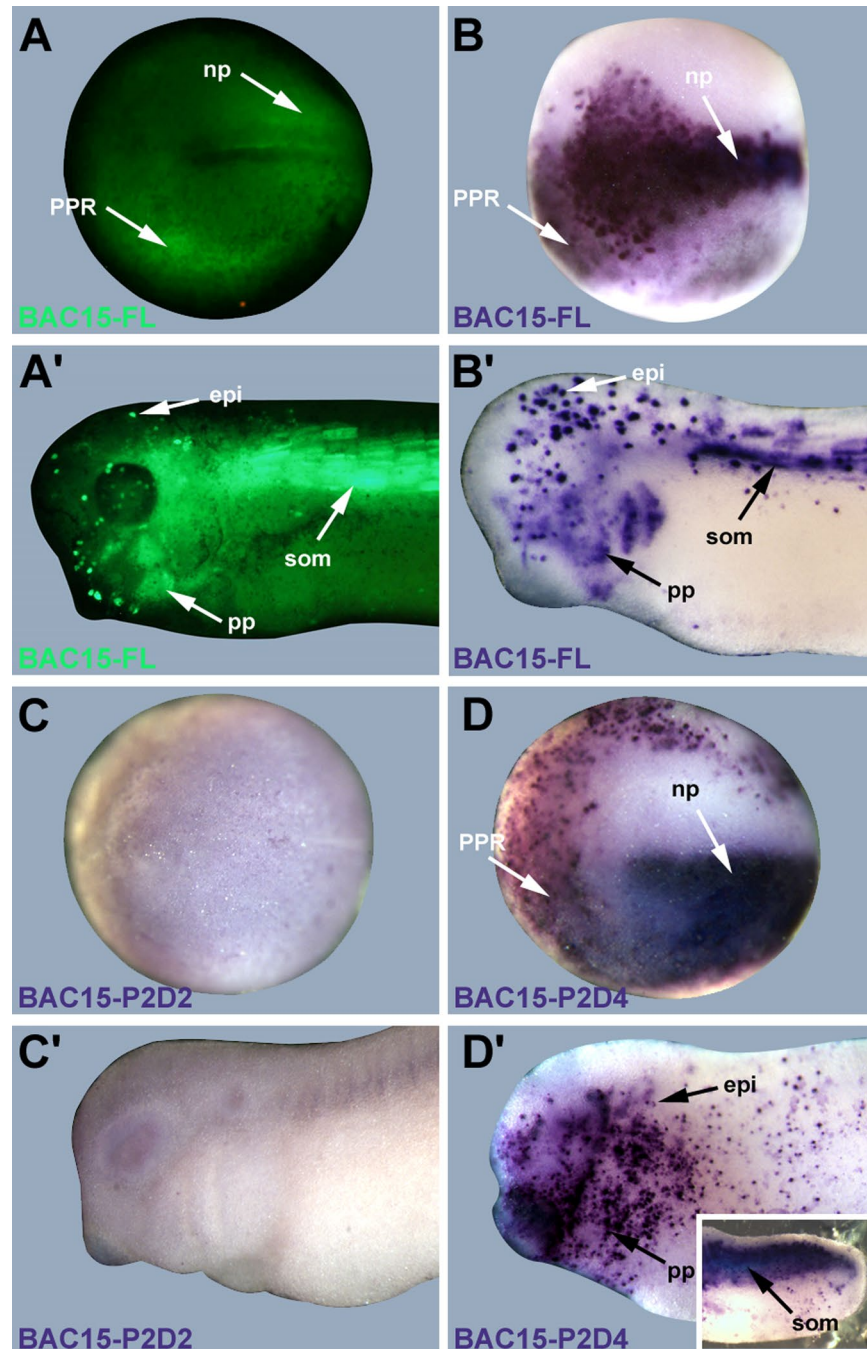 A
np
PPR
BAC15-FL
B
np
PPR
BAC15-FL
A'
epi
som
pp
BAC15-FL
B'
epi
som
pp
BAC15-FL
C
BAC15-P2D2
D
np
PPR
BAC15-P2D4
C'
BAC15-P2D2
D'
epi
pp
som
BAC15-P2D4